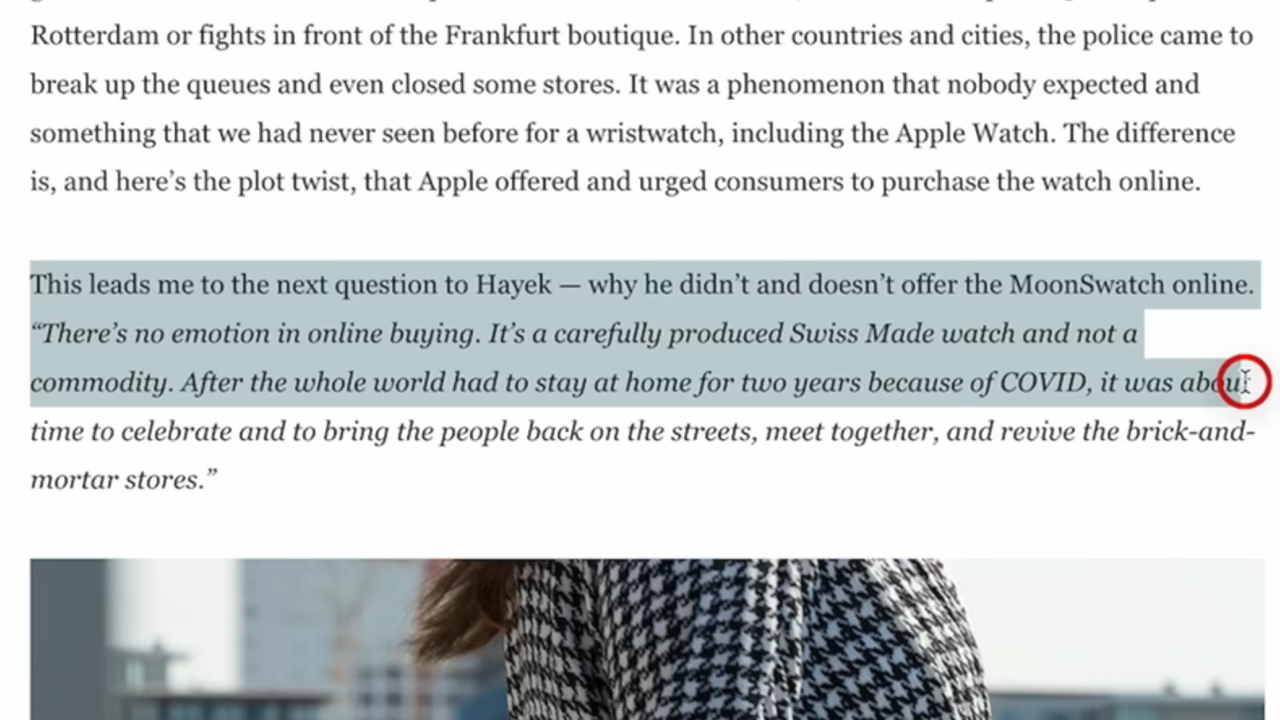 Rotterdam or fights in front of the Frankfurt boutique. In other countries and cities, the police came to
break up the queues and even closed some stores. It was a phenomenon that nobody expected and
something that we had never seen before for a wristwatch, including the Apple Watch. The difference
is, and here’s the plot twist, that Apple offered and urged consumers to purchase the watch online.
This leads me to the next question to Hayek — why he didn’t and doesn’t offer the MoonSwatch online.
“There’s no emotion in online buying. It’s a carefully produced Swiss Made watch and not a
commodity. After the whole world had to stay at home for two years because of COVID, it was about
time to celebrate and to bring the people back on the streets, meet together, and revive the brick-and-
mortar stores.”